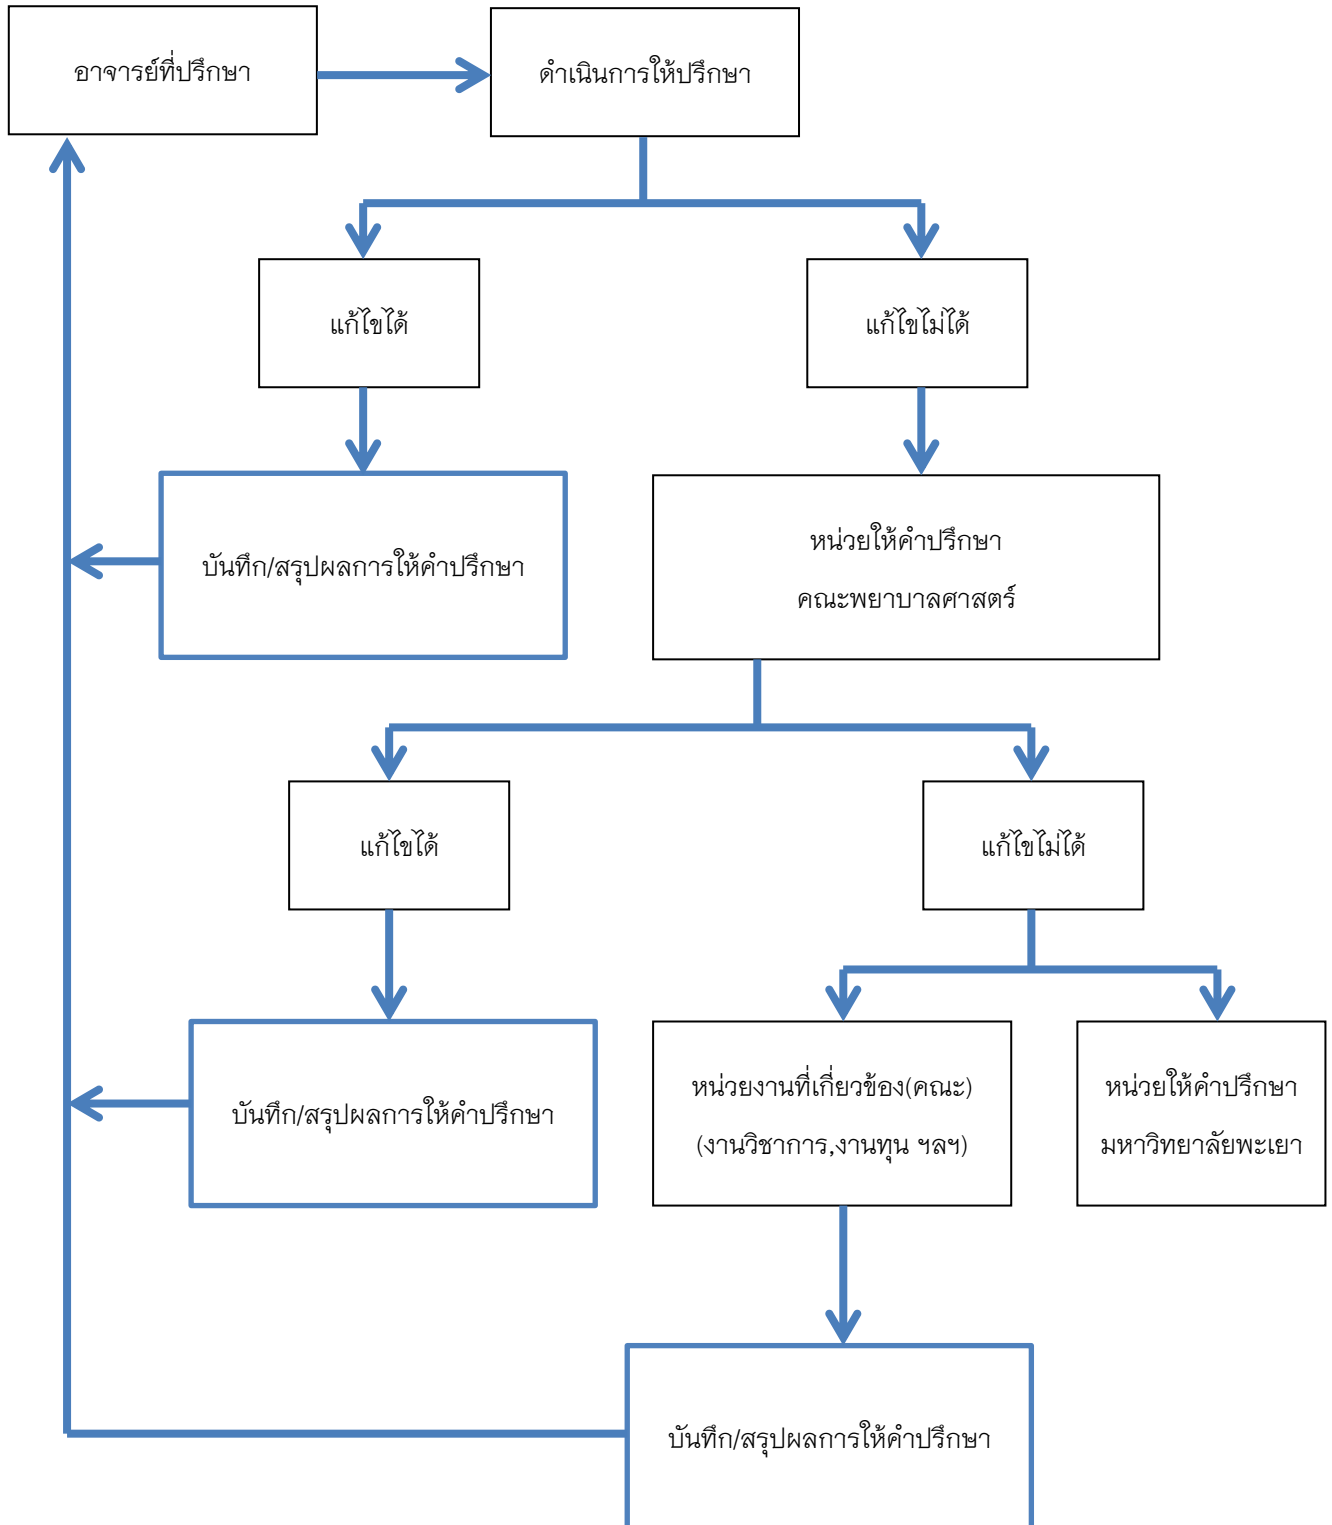 อาจารย์ที่ปรึกษา
ดำเนินการให้ปรึกษา
แก้ไขได้
แก้ไขไม่ได้
บันทึก/สรุปผลการให้คำปรึกษา
หน่วยให้คำปรึกษา
คณะพยาบาลศาสตร์
แก้ไขได้
แก้ไขไม่ได้
บันทึก/สรุปผลการให้คำปรึกษา
หน่วยงานที่เกี่ยวข้อง(คณะ)
(งานวิชาการ,งานทุน ฯลฯ)
หน่วยให้คำปรึกษา
มหาวิทยาลัยพะเยา
บันทึก/สรุปผลการให้คำปรึกษา